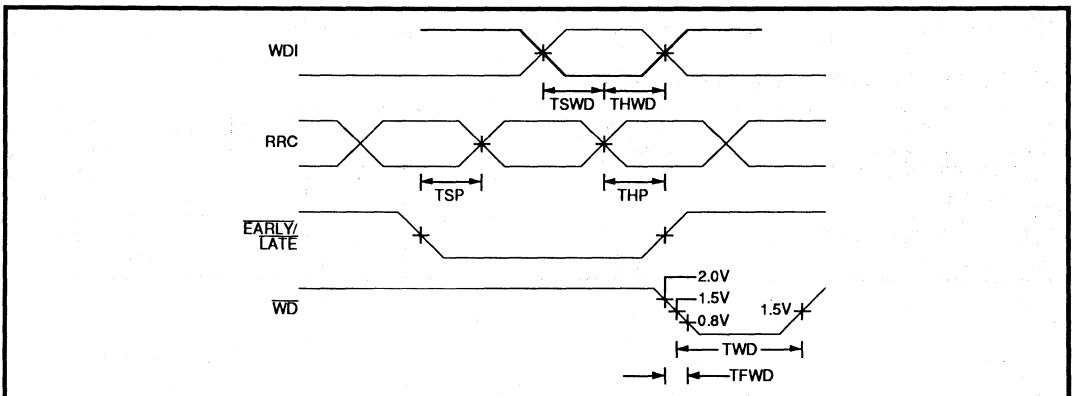 WDI
TSWD THWD
RRC
TSP THP
EARLY/
LATE
2.0V
WD 1.5V 1.5V
0.8V
TWD
TFWD